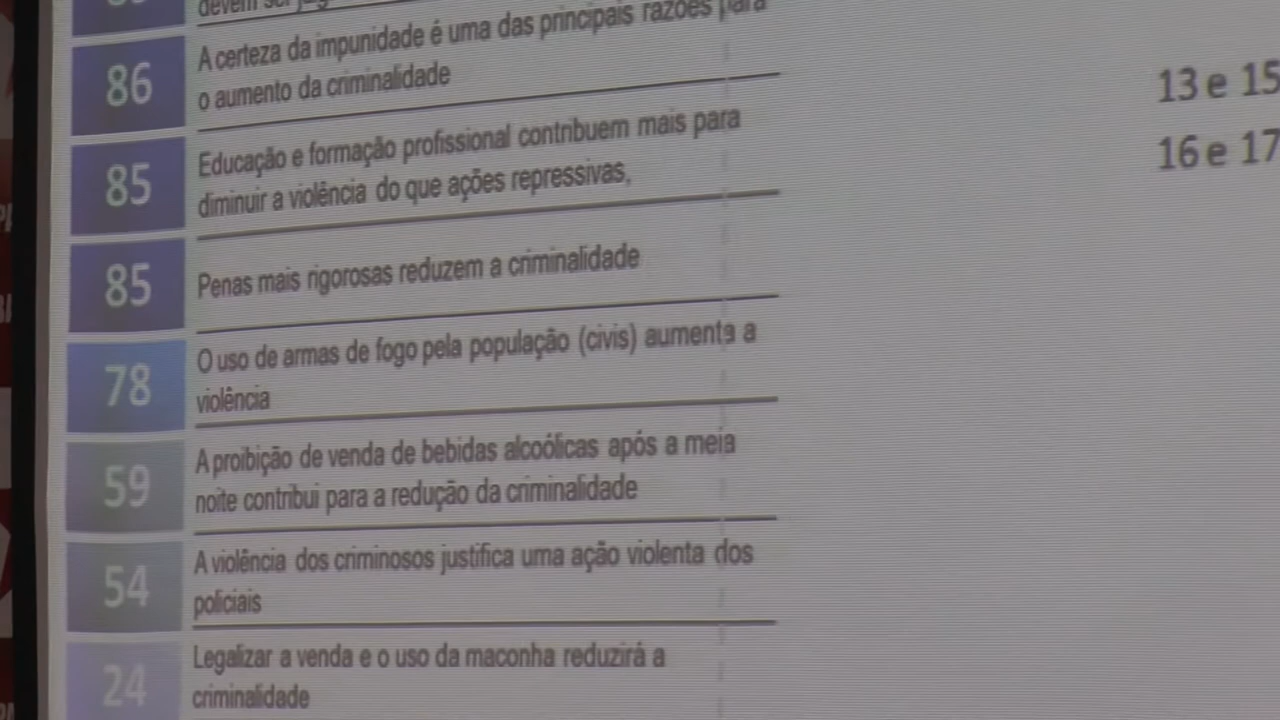 devem ser
86
A certeza da impunidade é uma das principais razões para
o aumento da criminalidade
85
Educação e formação profissional contribuem mais para
diminuir a violência do que ações repressivas,
85
Penas mais rigorosas reduzem a criminalidade
78
O uso de armas de fogo pela população (civis) aumenta a
violência
59
A proibição de venda de bebidas alcoólicas após a meia
noite contribui para a redução da criminalidade
54
A violência dos criminosos justifica uma ação violenta dos
policiais
24
Legalizar a venda e o uso da maconha reduzirá a
criminalidade
13 e 15
16 e 17